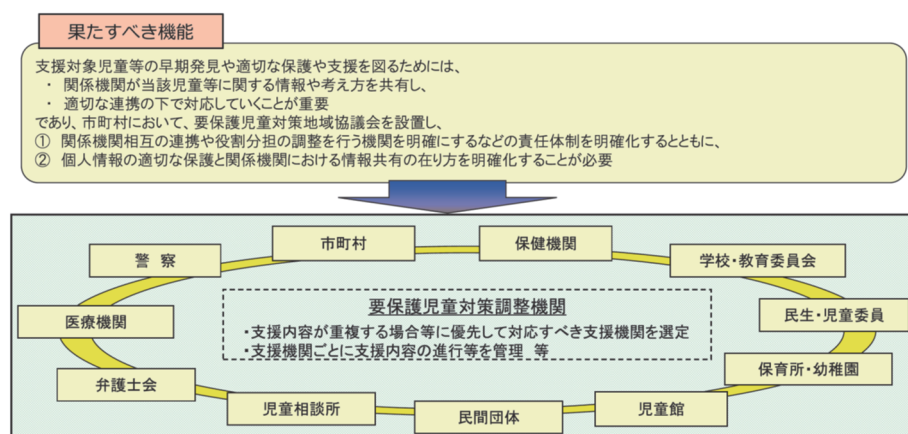 果たすべき機能
支援対象児童等の早期発見や適切な保護や支援を図るためには、
・ 関係機関が当該児童等に関する情報や考え方を共有し、
・ 適切な連携の下で対応していくことが重要
であり、市町村において、要保護児童対策地域協議会を設置し、
① 関係機関相互の連携や役割分担の調整を行う機関を明確にするなどの責任体制を明確化するとともに、
② 個人情報の適切な保護と関係機関における情報共有の在り方を明確化することが必要
市町村
保健機関
警 察
学校・教育委員会
医療機関
要保護児童対策調整機関
・支援内容が重複する場合等に優先して対応すべき支援機関を選定
・支援機関ごとに支援内容の進行等を管理 等
民生・児童委員
弁護士会
保育所・幼稚園
児童相談所
民間団体
児童館